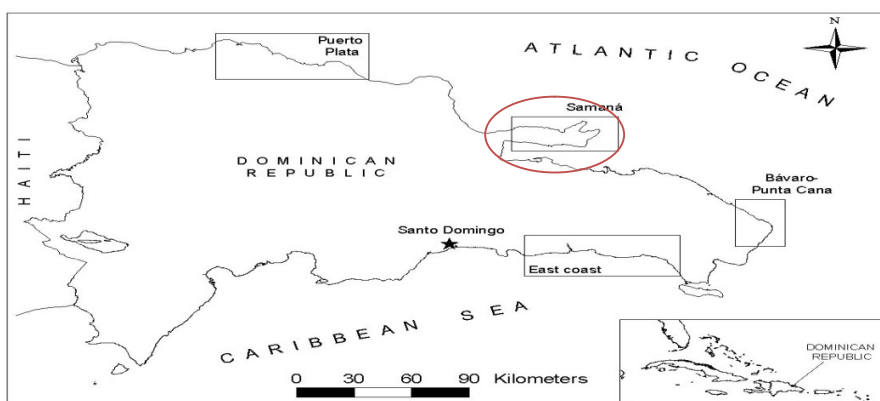 N
Puerto
Plata
ATLANTIC OCEAN
Samaná
HAITI
DOMINICAN
REPUBLIC
Bávaro-
Punta Cana
Santo Domingo
East coast
CARIBBEAN SEA
0 30 60 90 Kilometers
DOMINICAN
REPUBLIC